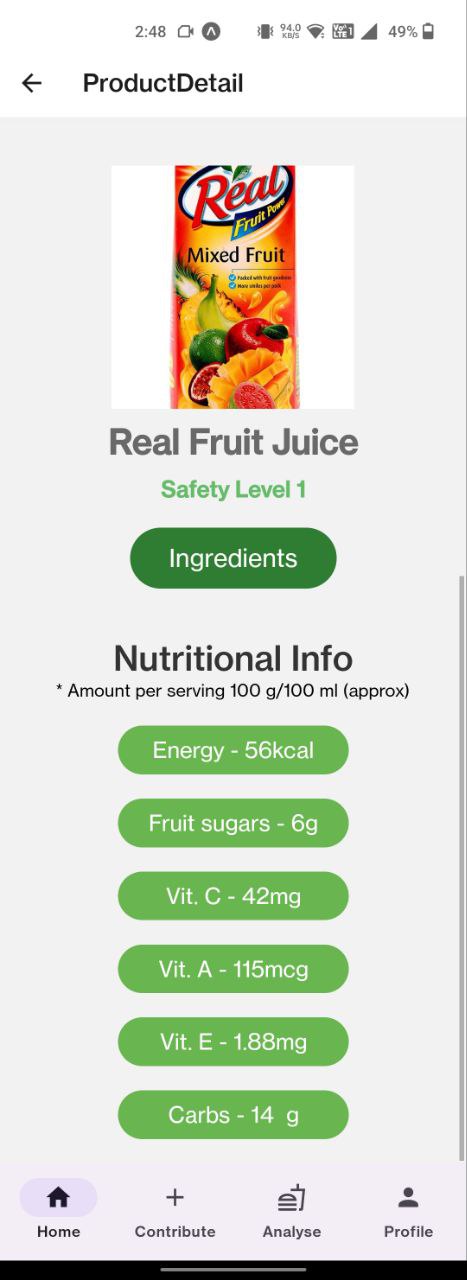 2:48
94.0
KB/S
Vo))
LTE1
49%
ProductDetail
Real
Fruit Power
Mixed Fruit
Packed with fruit goodness
More smiles per pack
Real Fruit Juice
Safety Level 1
Ingredients
Nutritional Info
* Amount per serving 100 g/100 ml (approx)
Energy - 56kcal
Fruit sugars - 6g
Vit. C - 42mg
Vit. A - 115mcg
Vit. E - 1.88mg
Carbs - 14 g
Home
Contribute
Analyse
Profile